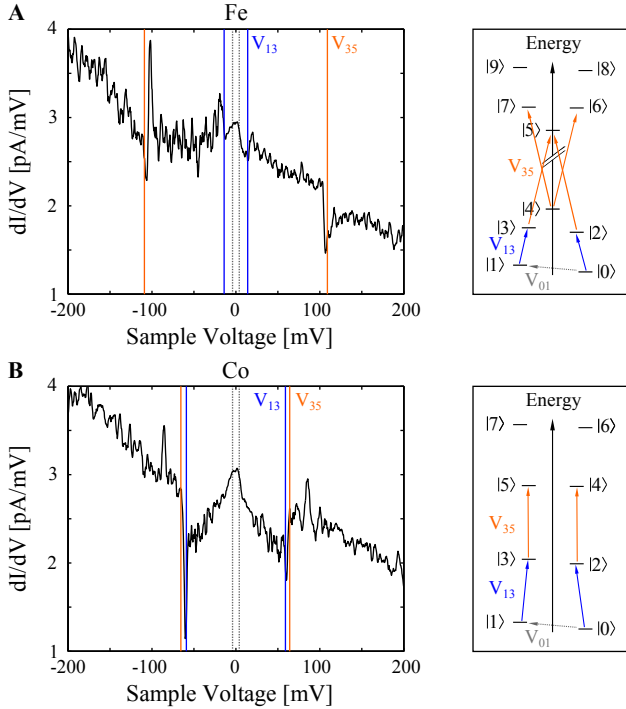 A
Fe
4
3
2
1
dI/dV [pA/mV]
V13
V35
-200
-100
0
100
200
Sample Voltage [mV]
Energy
|9⟩
|8⟩
|7⟩
|6⟩
|5⟩
V35
|4⟩
|3⟩
|2⟩
V13
|1⟩
|0⟩
V01
B
Co
4
3
2
1
dI/dV [pA/mV]
V13
V35
-200
-100
0
100
200
Sample Voltage [mV]
Energy
|7⟩
|6⟩
|5⟩
|4⟩
V35
|3⟩
|2⟩
V13
|1⟩
|0⟩
V01